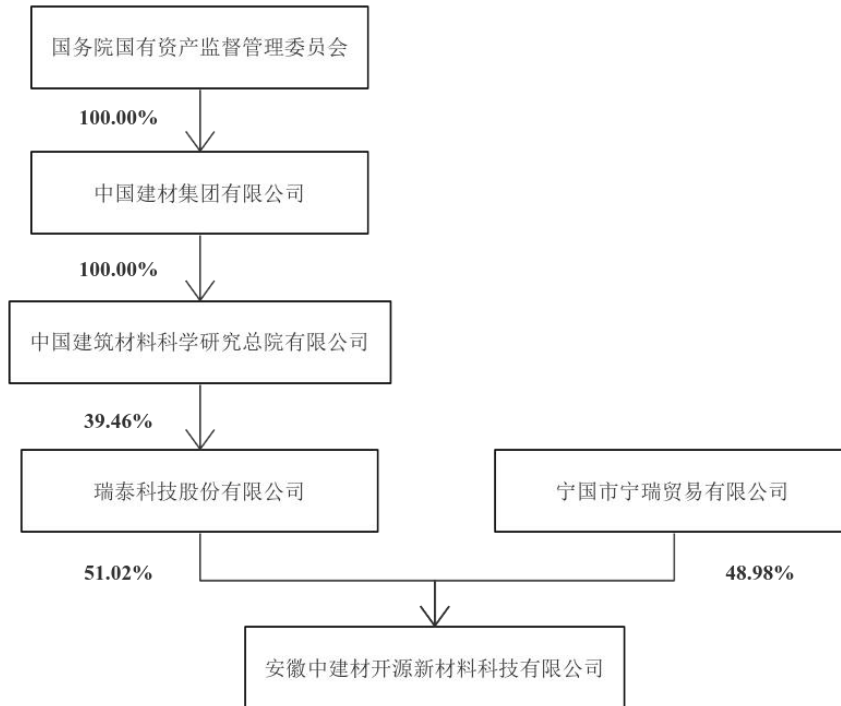 国务院国有资产监督管理委员会
100.00%
中国建材集团有限公司
100.00%
中国建筑材料科学研究总院有限公司
39.46%
瑞泰科技股份有限公司
宁国市宁瑞贸易有限公司
51.02%
48.98%
安徽中建材开源新材料科技有限公司